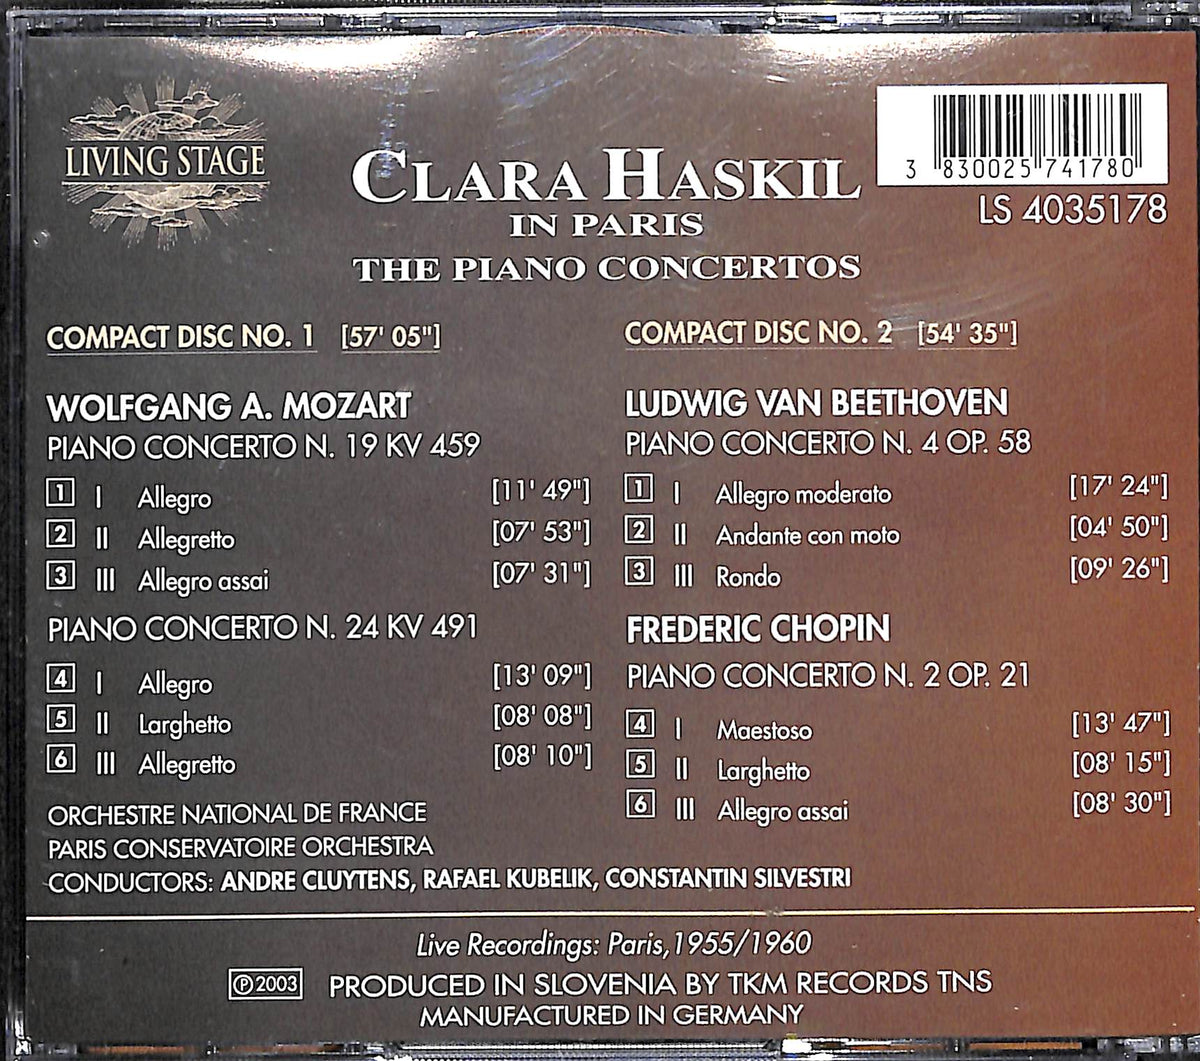 LIVING STAGE
CLARA HASKIL
IN PARIS
THE PIANO CONCERTOS
3 830025 741780
LS 4035178
COMPACT DISC NO. 1 [57' 05"]
WOLFGANG A. MOZART
PIANO CONCERTO N. 19 KV 459
1 I Allegro [11' 49"]
2 II Allegretto [07' 53"]
3 III Allegro assai [07' 31"]
PIANO CONCERTO N. 24 KV 491
4 I Allegro [13' 09"]
5 II Larghetto [08' 08"]
6 III Allegretto [08' 10"]
ORCHESTRE NATIONAL DE FRANCE
PARIS CONSERVATOIRE ORCHESTRA
CONDUCTORS: ANDRE CLUYTENS, RAFAEL KUBELIK, CONSTANTIN SILVESTRI
COMPACT DISC NO. 2 [54' 35"]
LUDWIG VAN BEETHOVEN
PIANO CONCERTO N. 4 OP. 58
1 I Allegro moderato [17' 24"]
2 II Andante con moto [04' 50"]
3 III Rondo [09' 26"]
FREDERIC CHOPIN
PIANO CONCERTO N. 2 OP. 21
4 I Maestoso [13' 47"]
5 II Larghetto [08' 15"]
6 III Allegro assai [08' 30"]
Live Recordings: Paris, 1955/1960
℗ 2003 PRODUCED IN SLOVENIA BY TKM RECORDS TNS
MANUFACTURED IN GERMANY